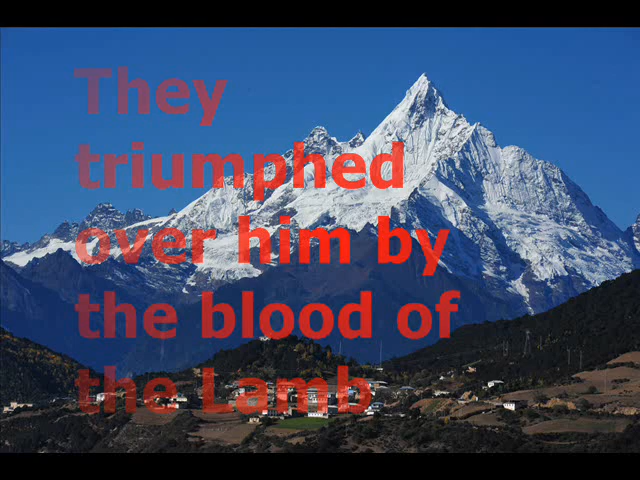 They
triumphed
over him by
the blood of
the Lamb